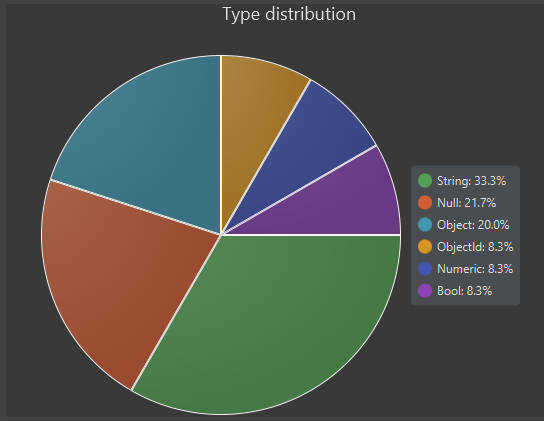 Type distribution
String: 33.3%
Null: 21.7%
Object: 20.0%
ObjectId: 8.3%
Numeric: 8.3%
Bool: 8.3%